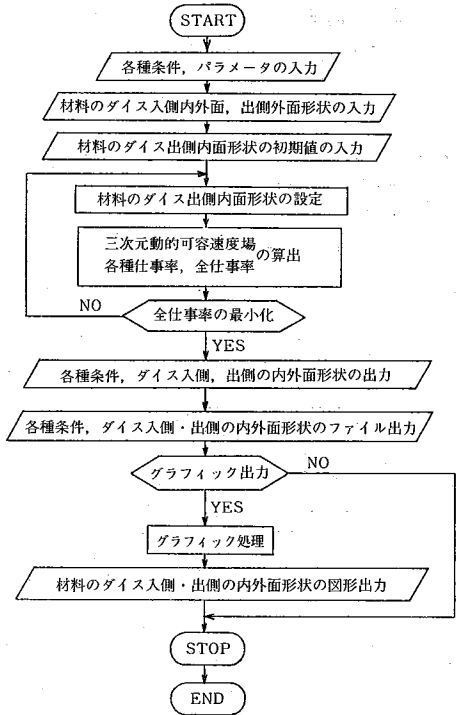 START
各種条件，パラメータの入力
材料のダイス入側内外面，出側外面形状の入力
材料のダイス出側内面形状の初期値の入力
材料のダイス出側内面形状の設定
三次元動的可容速度場
各種仕事率，全仕事率
の算出
NO
全仕事率の最小化
YES
各種条件，ダイス入側，出側の内外面形状の出力
各種条件，ダイス入側・出側の内外面形状のファイル出力
グラフィック出力
NO
YES
グラフィック処理
材料のダイス入側・出側の内外面形状の図形出力
STOP
END